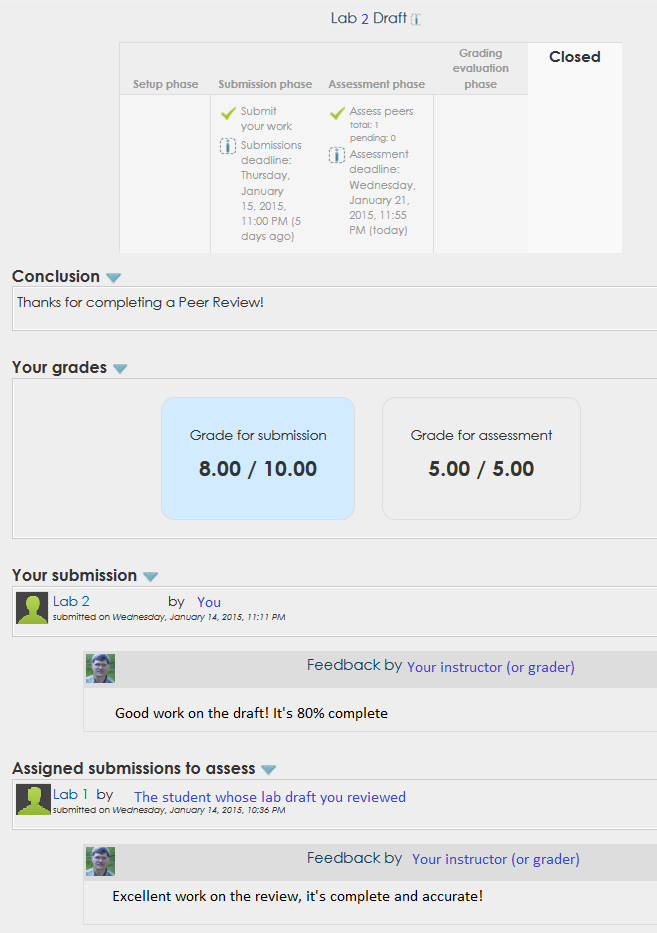 Lab 2 Draft
Setup phase
Submission phase
Assessment phase
Grading
evaluation
phase
Closed
Submit
your work
Submissions
deadline:
Thursday,
January
15, 2015,
11:00 PM (5
days ago)
Assess peers
total: 1
pending: 0
Assessment
deadline:
Wednesday,
January 21,
2015, 11:55
PM (today)
Conclusion
Thanks for completing a Peer Review!
Your grades
Grade for submission
8.00 / 10.00
Grade for assessment
5.00 / 5.00
Your submission
Lab 2 by You
submitted on Wednesday, January 14, 2015, 11:11 PM
Feedback by Your instructor (or grader)
Good work on the draft! It's 80% complete
Assigned submissions to assess
Lab 1 by The student whose lab draft you reviewed
submitted on Wednesday, January 14, 2015, 10:36 PM
Feedback by Your instructor (or grader)
Excellent work on the review, it's complete and accurate!